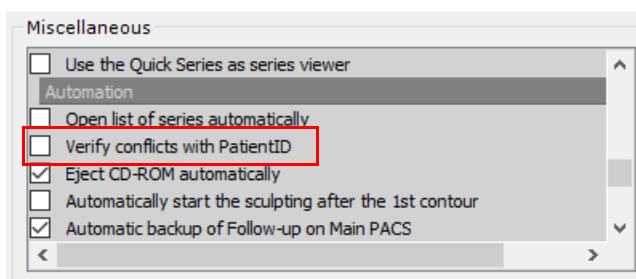 Miscellaneous
Use the Quick Series as series viewer
Automation
Open list of series automatically
Verify conflicts with PatientID
Eject CD-ROM automatically
Automatically start the sculpting after the 1st contour
Automatic backup of Follow-up on Main PACS